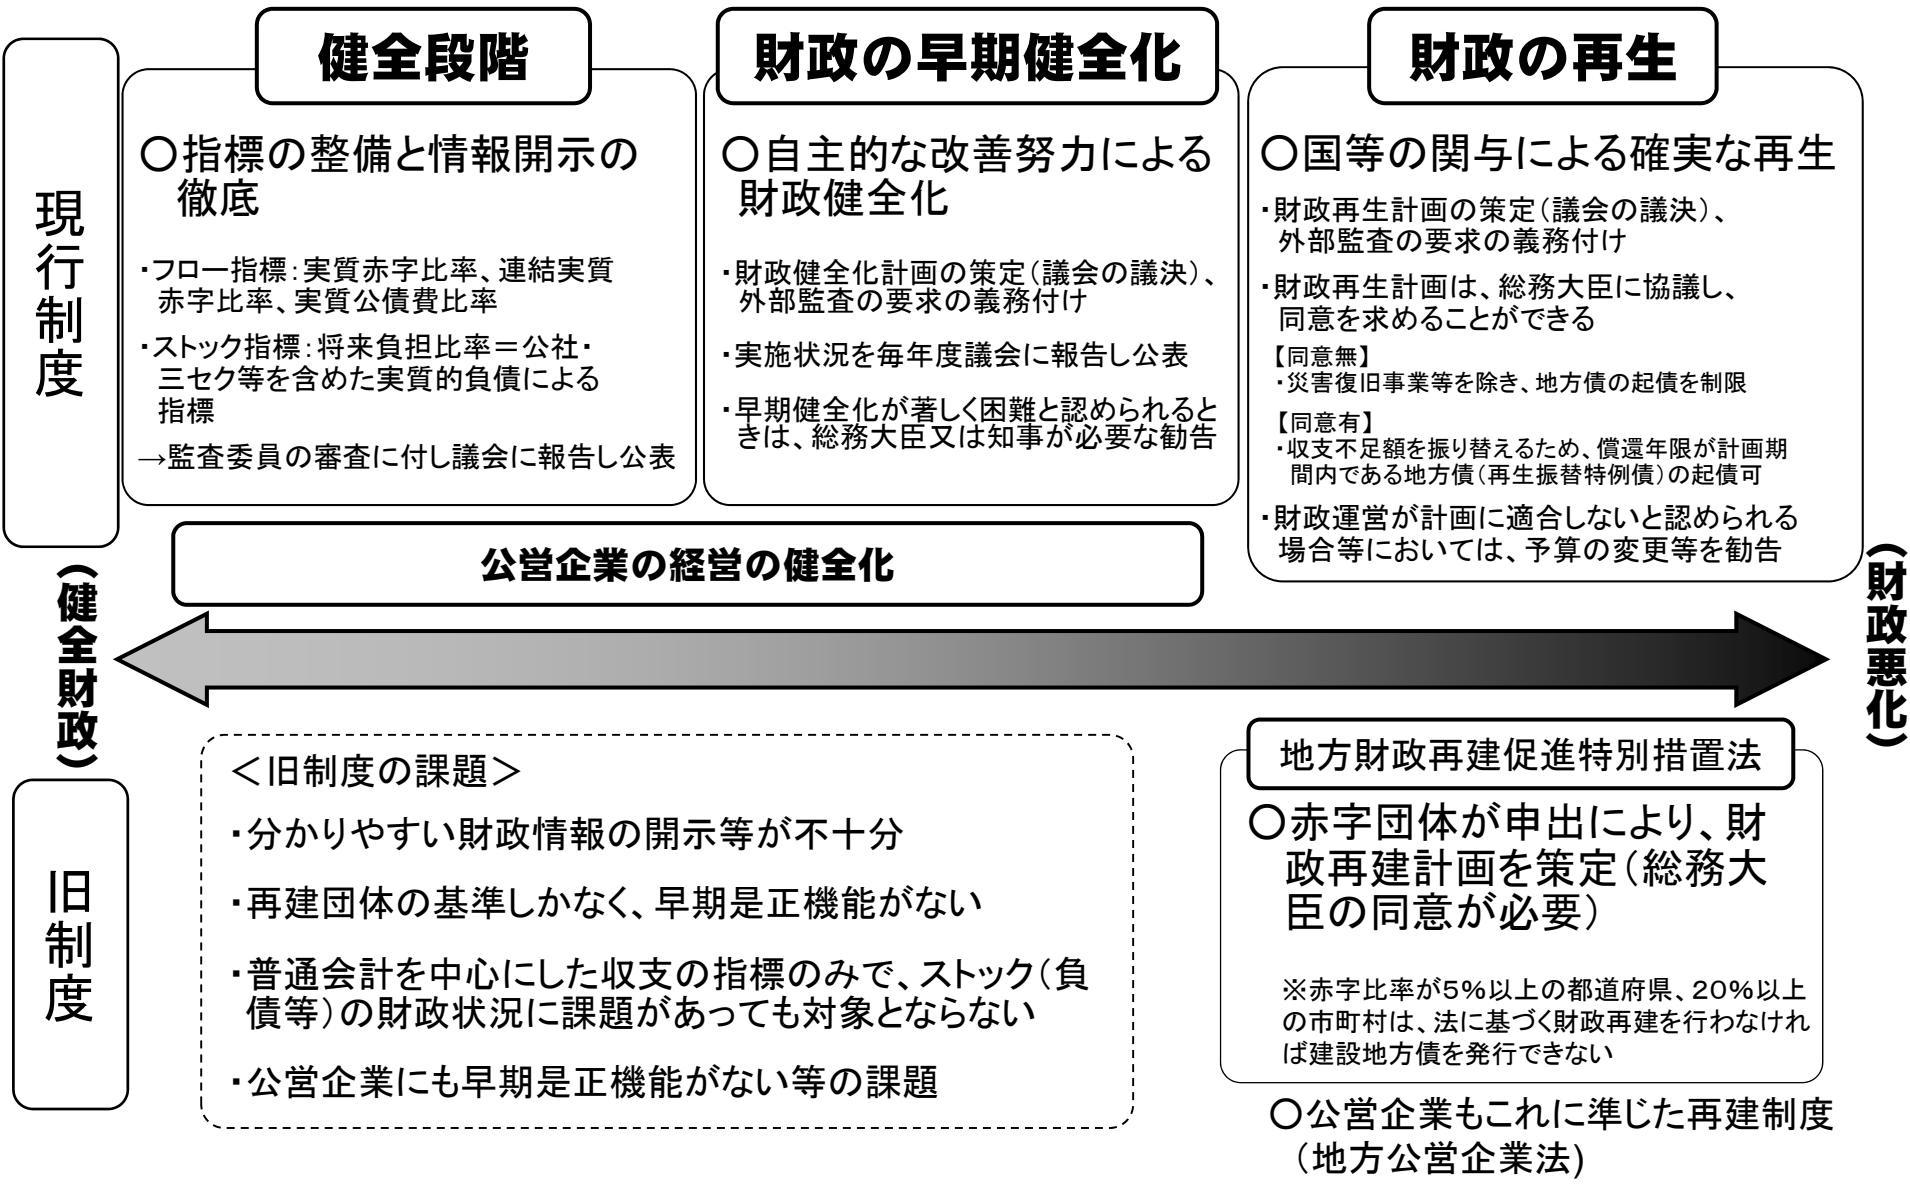 現行制度
健全段階
〇指標の整備と情報開示の
徹底
・フロー指標：実質赤字比率、連結実質
赤字比率、実質公債費比率
・ストック指標：将来負担比率＝公社・
三セク等を含めた実質的負債による
指標
→監査委員の審査に付し議会に報告し公表
財政の早期健全化
〇自主的な改善努力による
財政健全化
・財政健全化計画の策定（議会の議決）、
外部監査の要求の義務付け
・実施状況を毎年度議会に報告し公表
・早期健全化が著しく困難と認められると
きは、総務大臣又は知事が必要な勧告
財政の再生
〇国等の関与による確実な再生
・財政再生計画の策定（議会の議決）、
外部監査の要求の義務付け
・財政再生計画は、総務大臣に協議し、
同意を求めることができる
【同意無】
・災害復旧事業等を除き、地方債の起債を制限
【同意有】
・収支不足額を振り替えるため、償還年限が計画期
間内である地方債（再生振替特例債）の起債可
・財政運営が計画に適合しないと認められる
場合等においては、予算の変更等を勧告
公営企業の経営の健全化
（健全財政）
（財政悪化）
旧制度
＜旧制度の課題＞
・分かりやすい財政情報の開示等が不十分
・再建団体の基準しかなく、早期是正機能がない
・普通会計を中心にした収支の指標のみで、ストック（負
債等）の財政状況に課題があっても対象とならない
・公営企業にも早期是正機能がない等の課題
地方財政再建促進特別措置法
〇赤字団体が申出により、財
政再建計画を策定（総務大
臣の同意が必要）
※赤字比率が５％以上の都道府県、２０％以上
の市町村は、法に基づく財政再建を行わなけれ
ば建設地方債を発行できない
〇公営企業もこれに準じた再建制度
（地方公営企業法)